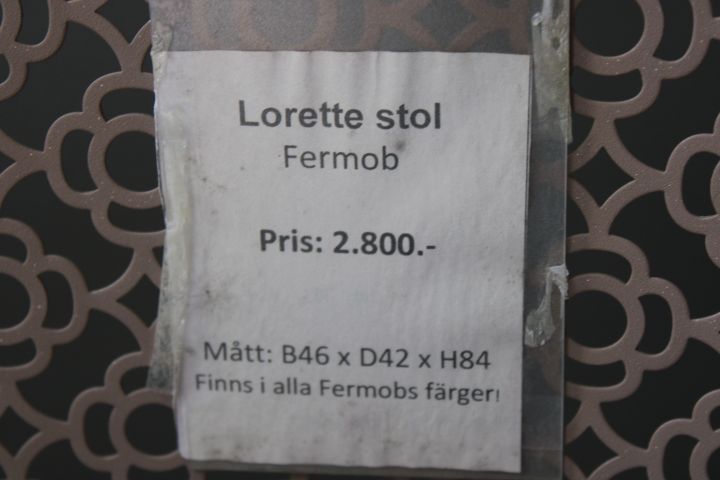 Lorette stol
Fermob
Pris: 2.800.-
Mått: B46 x D42 x H84
Finns i alla Fermobs färger!